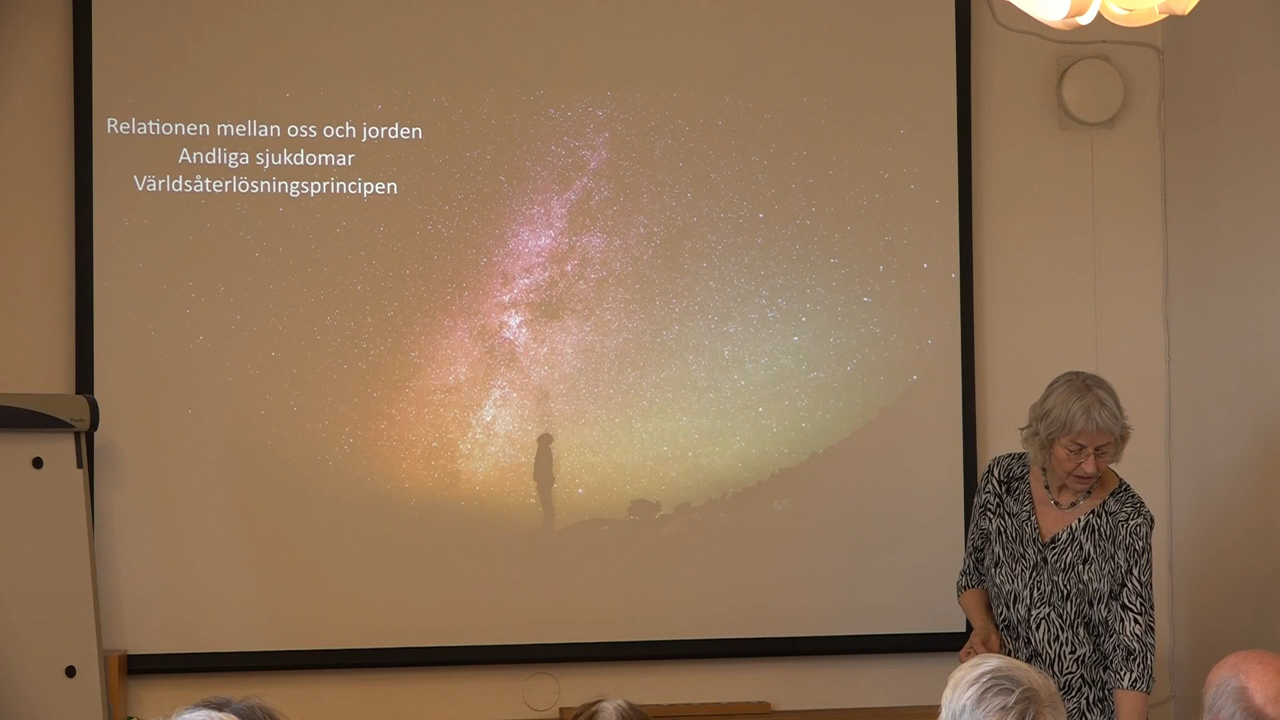 Relationen mellan oss och jorden
Andliga sjukdomar
Världsåterlösningsprincipen